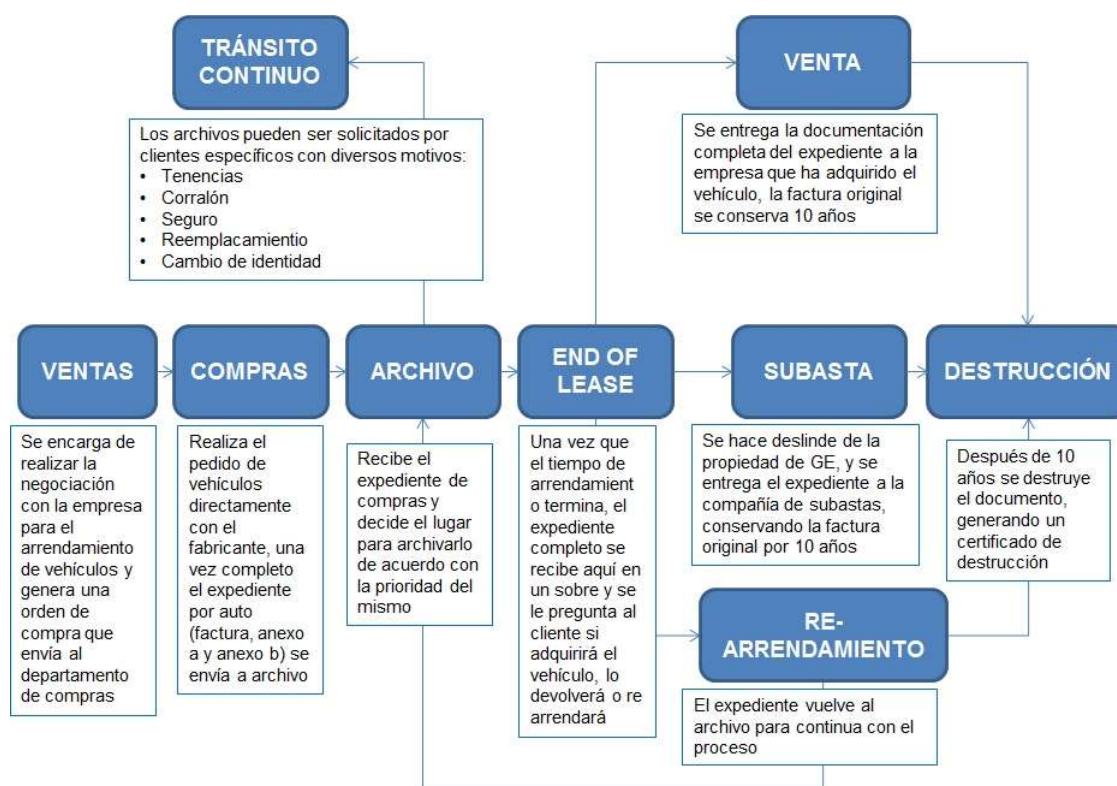 TRÁNSITO
CONTINUO
Los archivos pueden ser solicitados por
clientes específicos con diversos motivos:
• Tenencias
• Corralón
• Seguro
• Reemplacamientio
• Cambio de identidad
VENTA
Se entrega la documentación
completa del expediente a la
empresa que ha adquirido el
vehículo, la factura original
se conserva 10 años
VENTAS
Se encarga de
realizar la
negociación
con la empresa
para el
arrendamiento
de vehículos y
genera una
orden de
compra que
envía al
departamento
de compras
COMPRAS
Realiza el
pedido de
vehículos
directamente
con el
fabricante, una
vez completo
el expediente
por auto
(factura, anexo
a y anexo b) se
envía a archivo
ARCHIVO
Recibe el
expediente de
compras y
decide el lugar
para archivarlo
de acuerdo con
la prioridad del
mismo
END OF
LEASE
Una vez que
el tiempo de
arrendamient
o termina, el
expediente
completo se
recibe aquí en
un sobre y se
le pregunta al
cliente si
adquirirá el
vehículo, lo
devolverá o re
arrendará
SUBASTA
Se hace deslinde de la
propiedad de GE, y se
entrega el expediente a la
compañía de subastas,
conservando la factura
original por 10 años
RE-
ARRENDAMIENTO
El expediente vuelve al
archivo para continua con el
proceso
DESTRUCCIÓN
Después de 10
años se destruye
el documento,
generando un
certificado de
destrucción